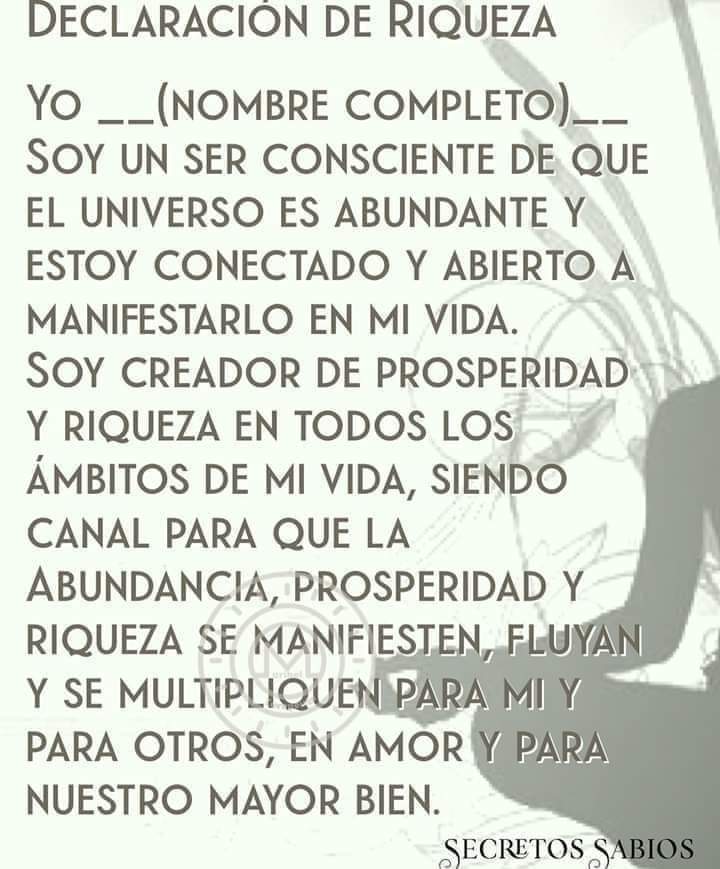 Declaración de Riqueza
Yo __(nombre completo)__
Soy un ser consciente de que
el universo es abundante y
estoy conectado y abierto a
manifestarlo en mi vida.
Soy creador de prosperidad
y riqueza en todos los
ámbitos de mi vida, siendo
canal para que la
Abundancia, prosperidad y
riqueza se manifiesten, fluyan
y se multipliquen para mi y
para otros, en amor y para
nuestro mayor bien.
Secretos Sabios